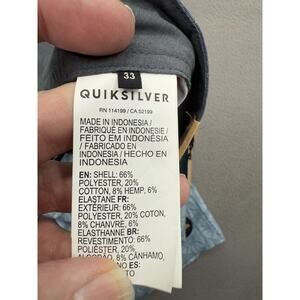 33
QUIKSILVER
RN 114199 / CA 52199
MADE IN INDONESIA /
FABRIQUÉ EN INDONESIE /
FEITO EM INDONÉSIA
/ FABRICADO EN
INDONESIA / HECHO EN
INDONESIA
EN: SHELL: 66%
POLYESTER, 20%
COTTON, 8% HEMP, 6%
ELASTANE FR:
EXTÉRIEUR: 66%
POLYESTER, 20% COTON,
8% CHANVRE, 6%
ELASTHANNE BR:
REVESTIMENTO: 66%
POLIÉSTER, 20%
ALGODÃO, 8% CÂNHAMO,